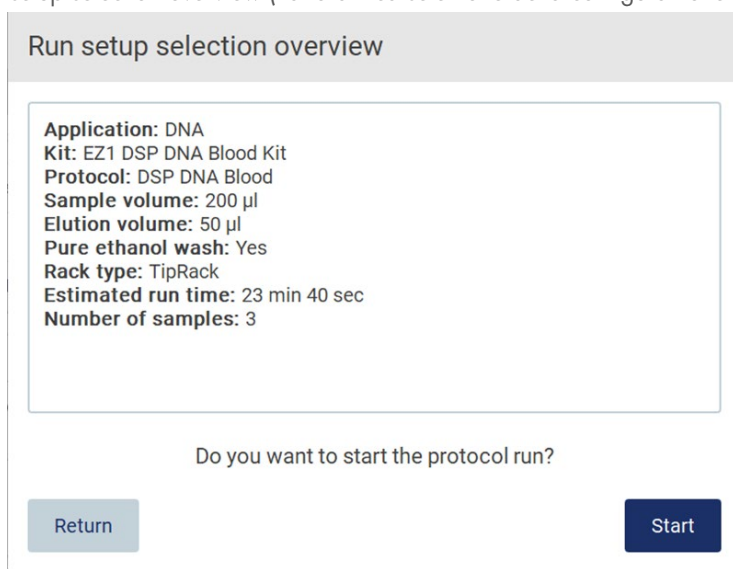 Run setup selection overview
Application: DNA
Kit: EZ1 DSP DNA Blood Kit
Protocol: DSP DNA Blood
Sample volume: 200 µl
Elution volume: 50 µl
Pure ethanol wash: Yes
Rack type: TipRack
Estimated run time: 23 min 40 sec
Number of samples: 3
Do you want to start the protocol run?
Return
Start